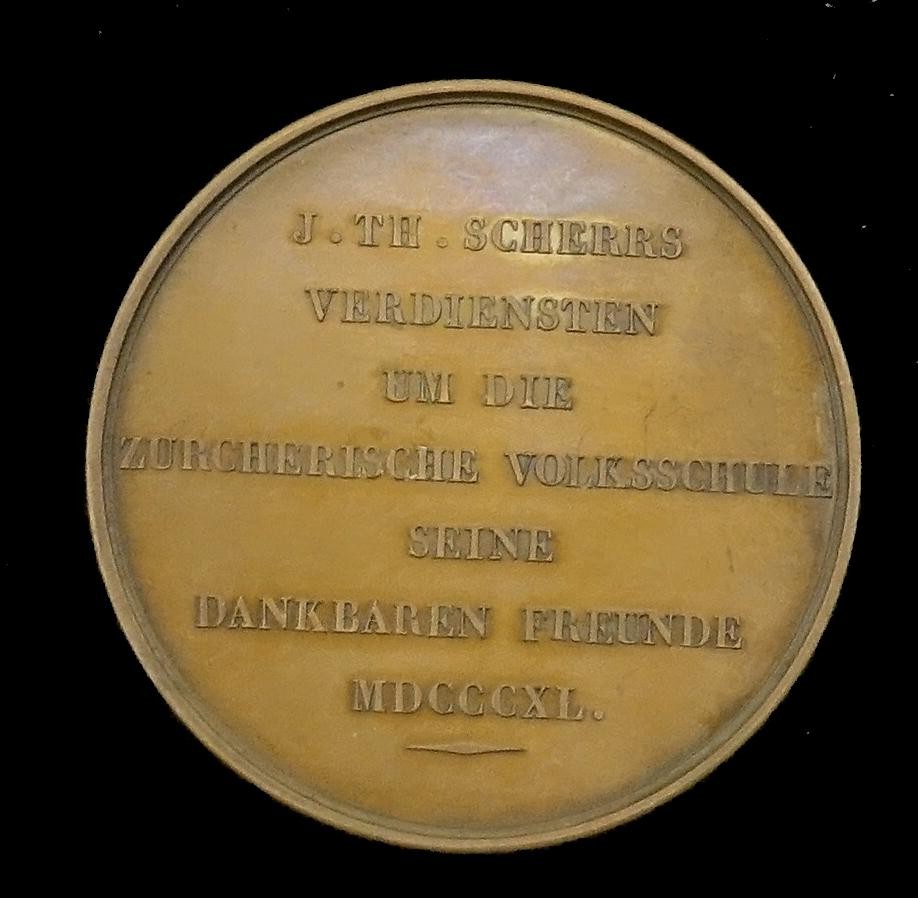 J. TH. SCHERRS
VERDIENSTEN
UM DIE
ZURCHERISCHE VOLKSSCHULE
SEINE
DANKBAREN FREUNDE
MDCCCXL.